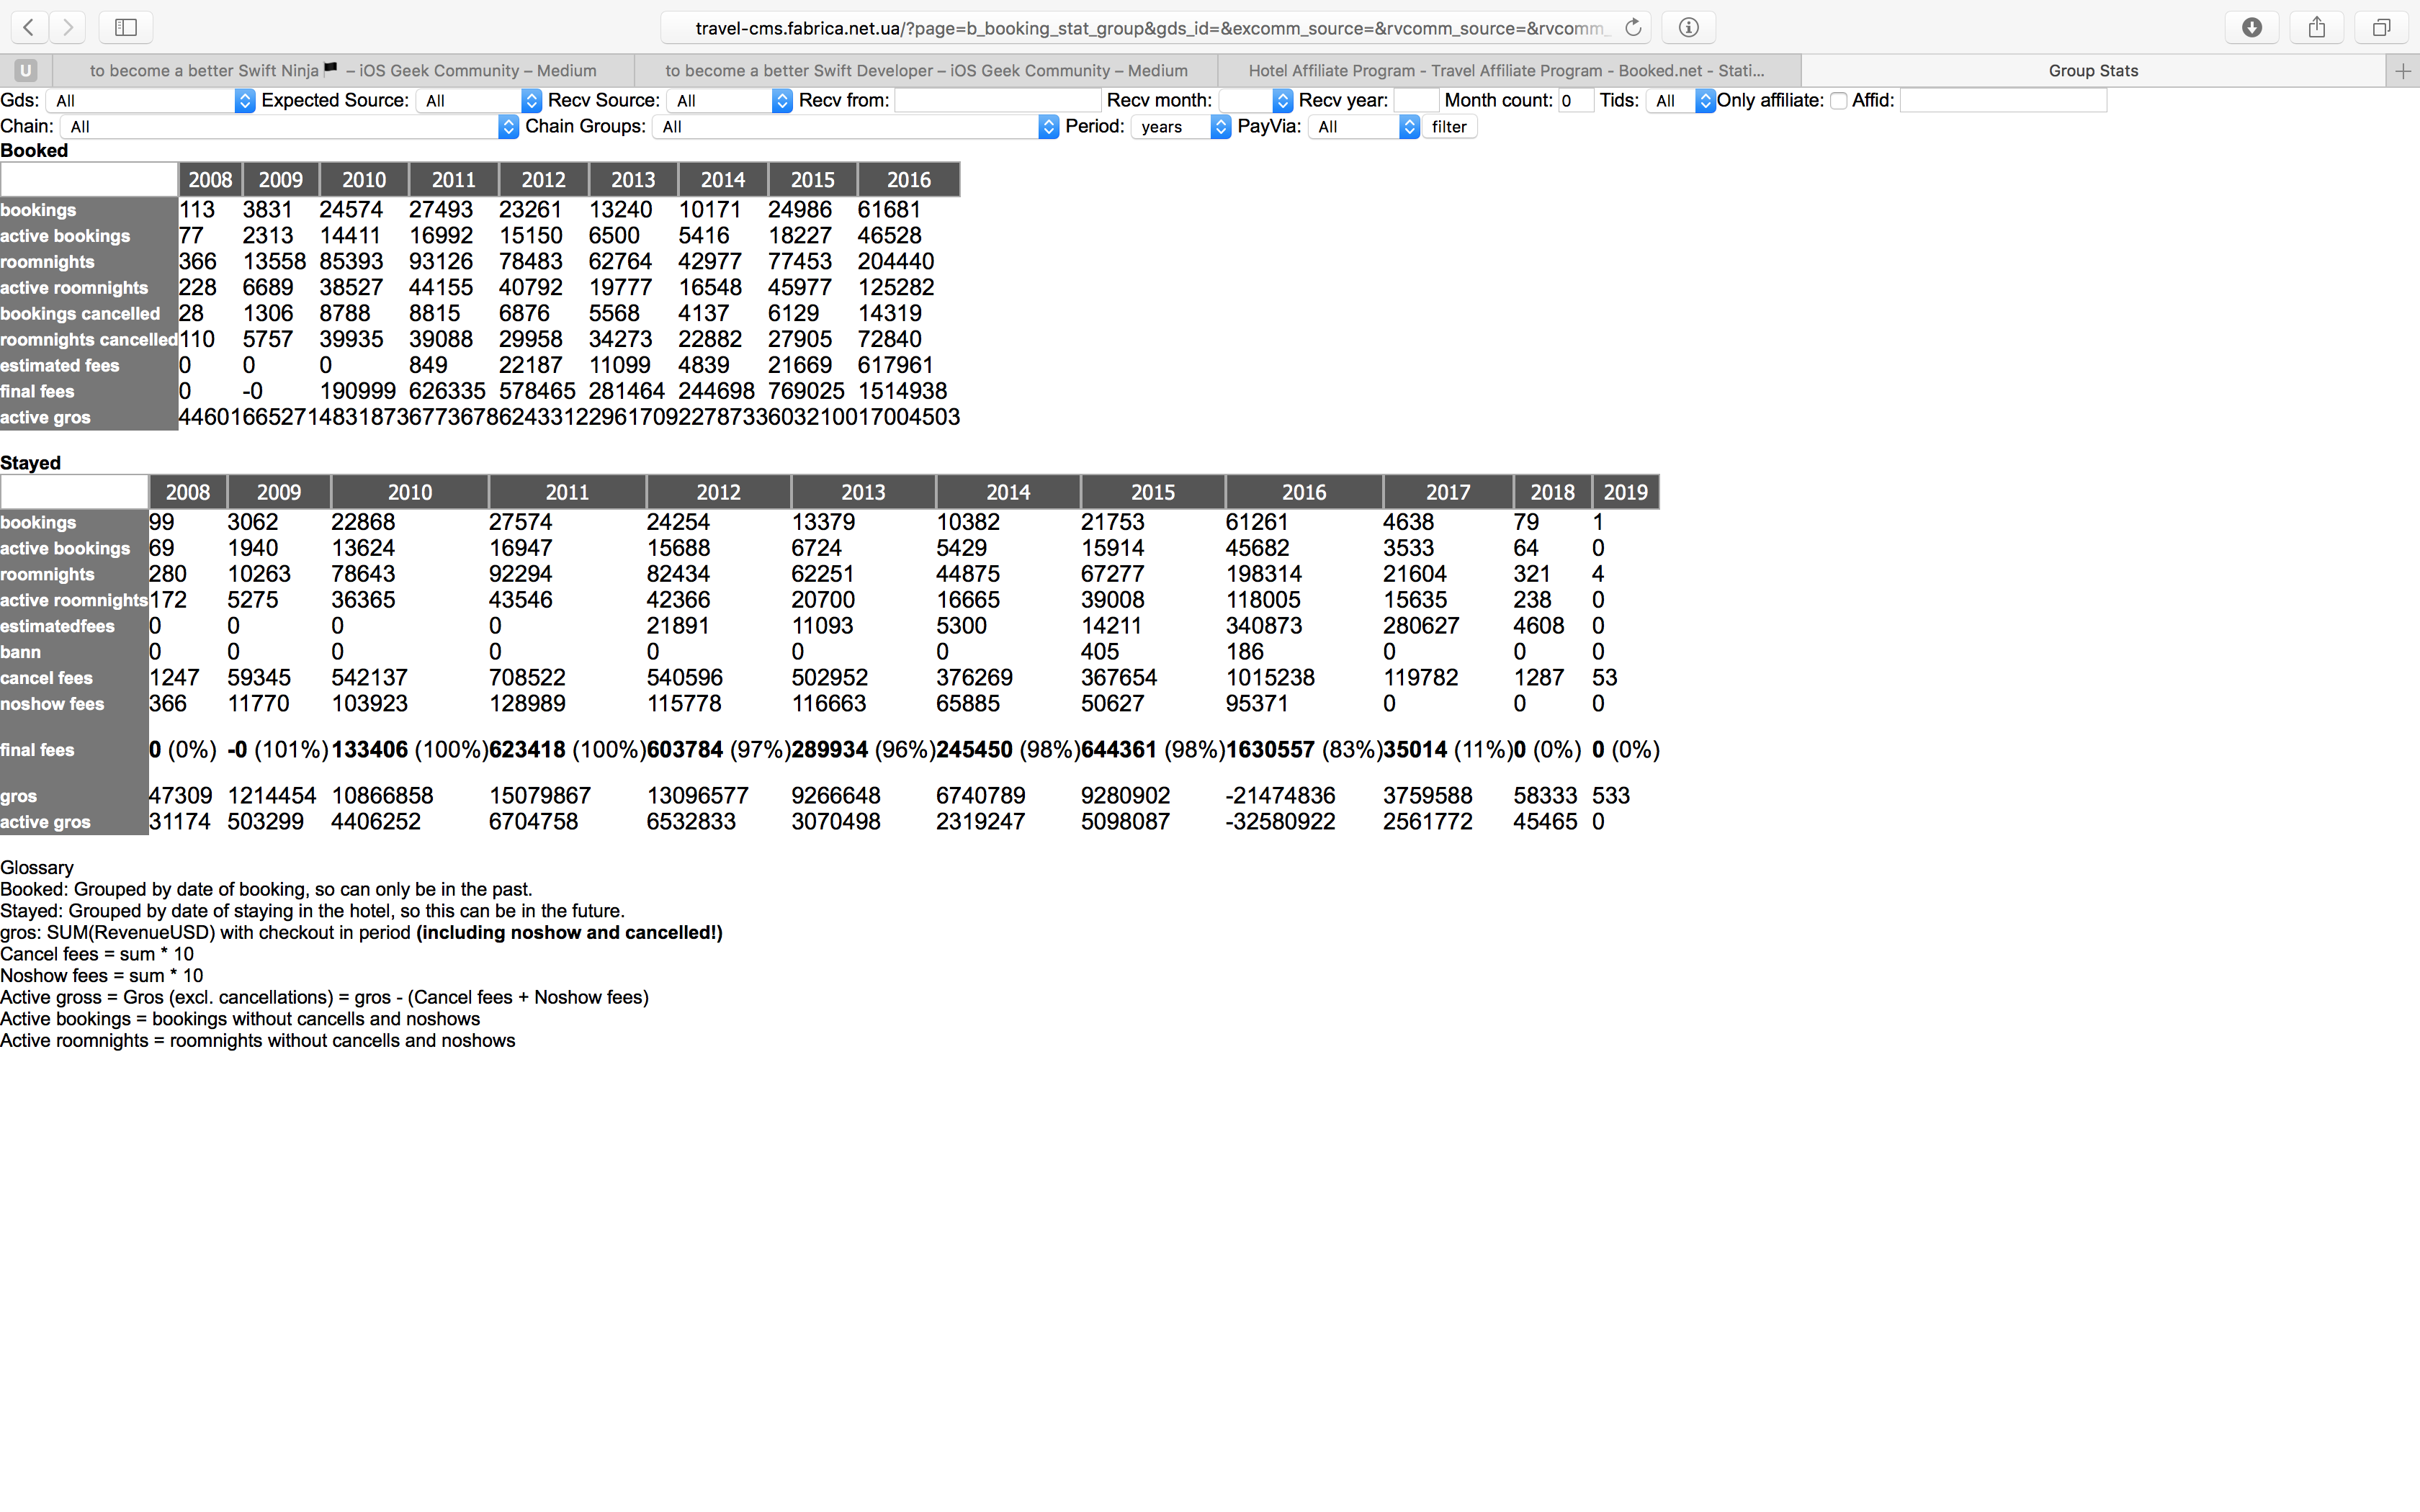 travel-cms.fabrica.net.ua/?page=b_booking_stat_group&gds_id=&excomm_source=&rvcomm_source=&rvcomm_
U to become a better Swift Ninja 🏴 – iOS Geek Community – Medium to become a better Swift Developer – iOS Geek Community – Medium Hotel Affiliate Program - Travel Affiliate Program - Booked.net - Stati... Group Stats
Gds: All Expected Source: All Recv Source: All Recv from: Recv month: Recv year: Month count: 0 Tids: All Only affiliate: Affid:
Chain: All Chain Groups: All Period: years PayVia: All filter
Booked
2008 2009 2010 2011 2012 2013 2014 2015 2016
bookings 113 3831 24574 27493 23261 13240 10171 24986 61681
active bookings 77 2313 14411 16992 15150 6500 5416 18227 46528
roomnights 366 13558 85393 93126 78483 62764 42977 77453 204440
active roomnights 228 6689 38527 44155 40792 19777 16548 45977 125282
bookings cancelled 28 1306 8788 8815 6876 5568 4137 6129 14319
roomnights cancelled 110 5757 39935 39088 29958 34273 22882 27905 72840
estimated fees 0 0 0 849 22187 11099 4839 21669 617961
final fees 0 -0 190999 626335 578465 281464 244698 769025 1514938
active gros 44601 665271 4831873 6773678 6243312 2961709 2278733 6032100 17004503
Stayed
2008 2009 2010 2011 2012 2013 2014 2015 2016 2017 2018 2019
bookings 99 3062 22868 27574 24254 13379 10382 21753 61261 4638 79 1
active bookings 69 1940 13624 16947 15688 6724 5429 15914 45682 3533 64 0
roomnights 280 10263 78643 92294 82434 62251 44875 67277 198314 21604 321 4
active roomnights 172 5275 36365 43546 42366 20700 16665 39008 118005 15635 238 0
estimatedfees 0 0 0 0 21891 11093 5300 14211 340873 280627 4608 0
bann 0 0 0 0 0 0 0 405 186 0 0 0
cancel fees 1247 59345 542137 708522 540596 502952 376269 367654 1015238 119782 1287 53
noshow fees 366 11770 103923 128989 115778 116663 65885 50627 95371 0 0 0
final fees 0 (0%) -0 (101%) 133406 (100%) 623418 (100%) 603784 (97%) 289934 (96%) 245450 (98%) 644361 (98%) 1630557 (83%) 35014 (11%) 0 (0%) 0 (0%)
gros 47309 1214454 10866858 15079867 13096577 9266648 6740789 9280902 -21474836 3759588 58333 533
active gros 31174 503299 4406252 6704758 6532833 3070498 2319247 5098087 -32580922 2561772 45465 0
Glossary
Booked: Grouped by date of booking, so can only be in the past.
Stayed: Grouped by date of staying in the hotel, so this can be in the future.
gros: SUM(RevenueUSD) with checkout in period (including noshow and cancelled!)
Cancel fees = sum * 10
Noshow fees = sum * 10
Active gross = Gros (excl. cancellations) = gros - (Cancel fees + Noshow fees)
Active bookings = bookings without cancells and noshows
Active roomnights = roomnights without cancells and noshows